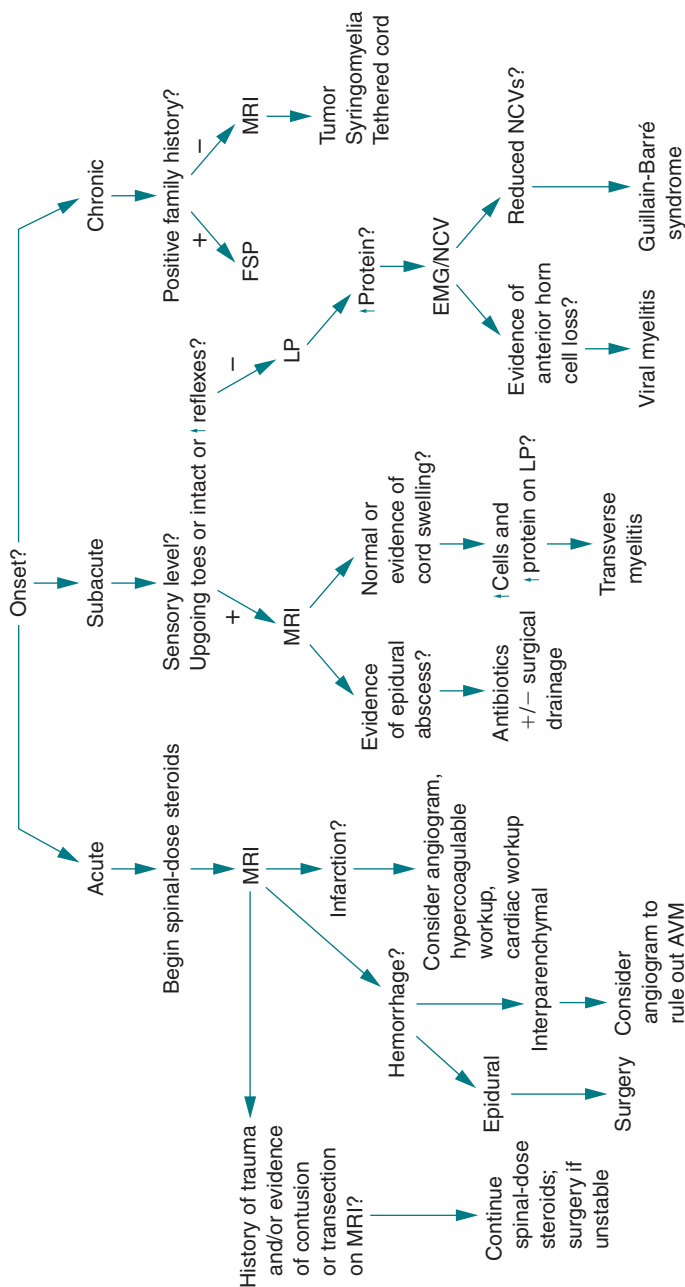 Onset?
Acute
Begin spinal-dose steroids
MRI
History of trauma
and/or evidence
of contusion
or transection
on MRI?
Continue
spinal-dose
steroids;
surgery if
unstable
Hemorrhage?
Epidural
Surgery
Interparenchymal
Consider
angiogram to
rule out AVM
Infarction?
Consider angiogram,
hypercoagulable
workup,
cardiac workup
Subacute
Sensory level?
Upgoing toes or intact or ↑ reflexes?
+
MRI
Evidence
of epidural
abscess?
Antibiotics
+/− surgical
drainage
Normal or
evidence of
cord swelling?
↑ Cells and
↑ protein on LP?
Transverse
myelitis
−
LP
↑ Protein?
EMG/NCV
Evidence of
anterior horn
cell loss?
Viral myelitis
Reduced NCVs?
Guillain-Barré
syndrome
Chronic
Positive family history?
+
FSP
−
MRI
Tumor
Syringomyelia
Tethered cord